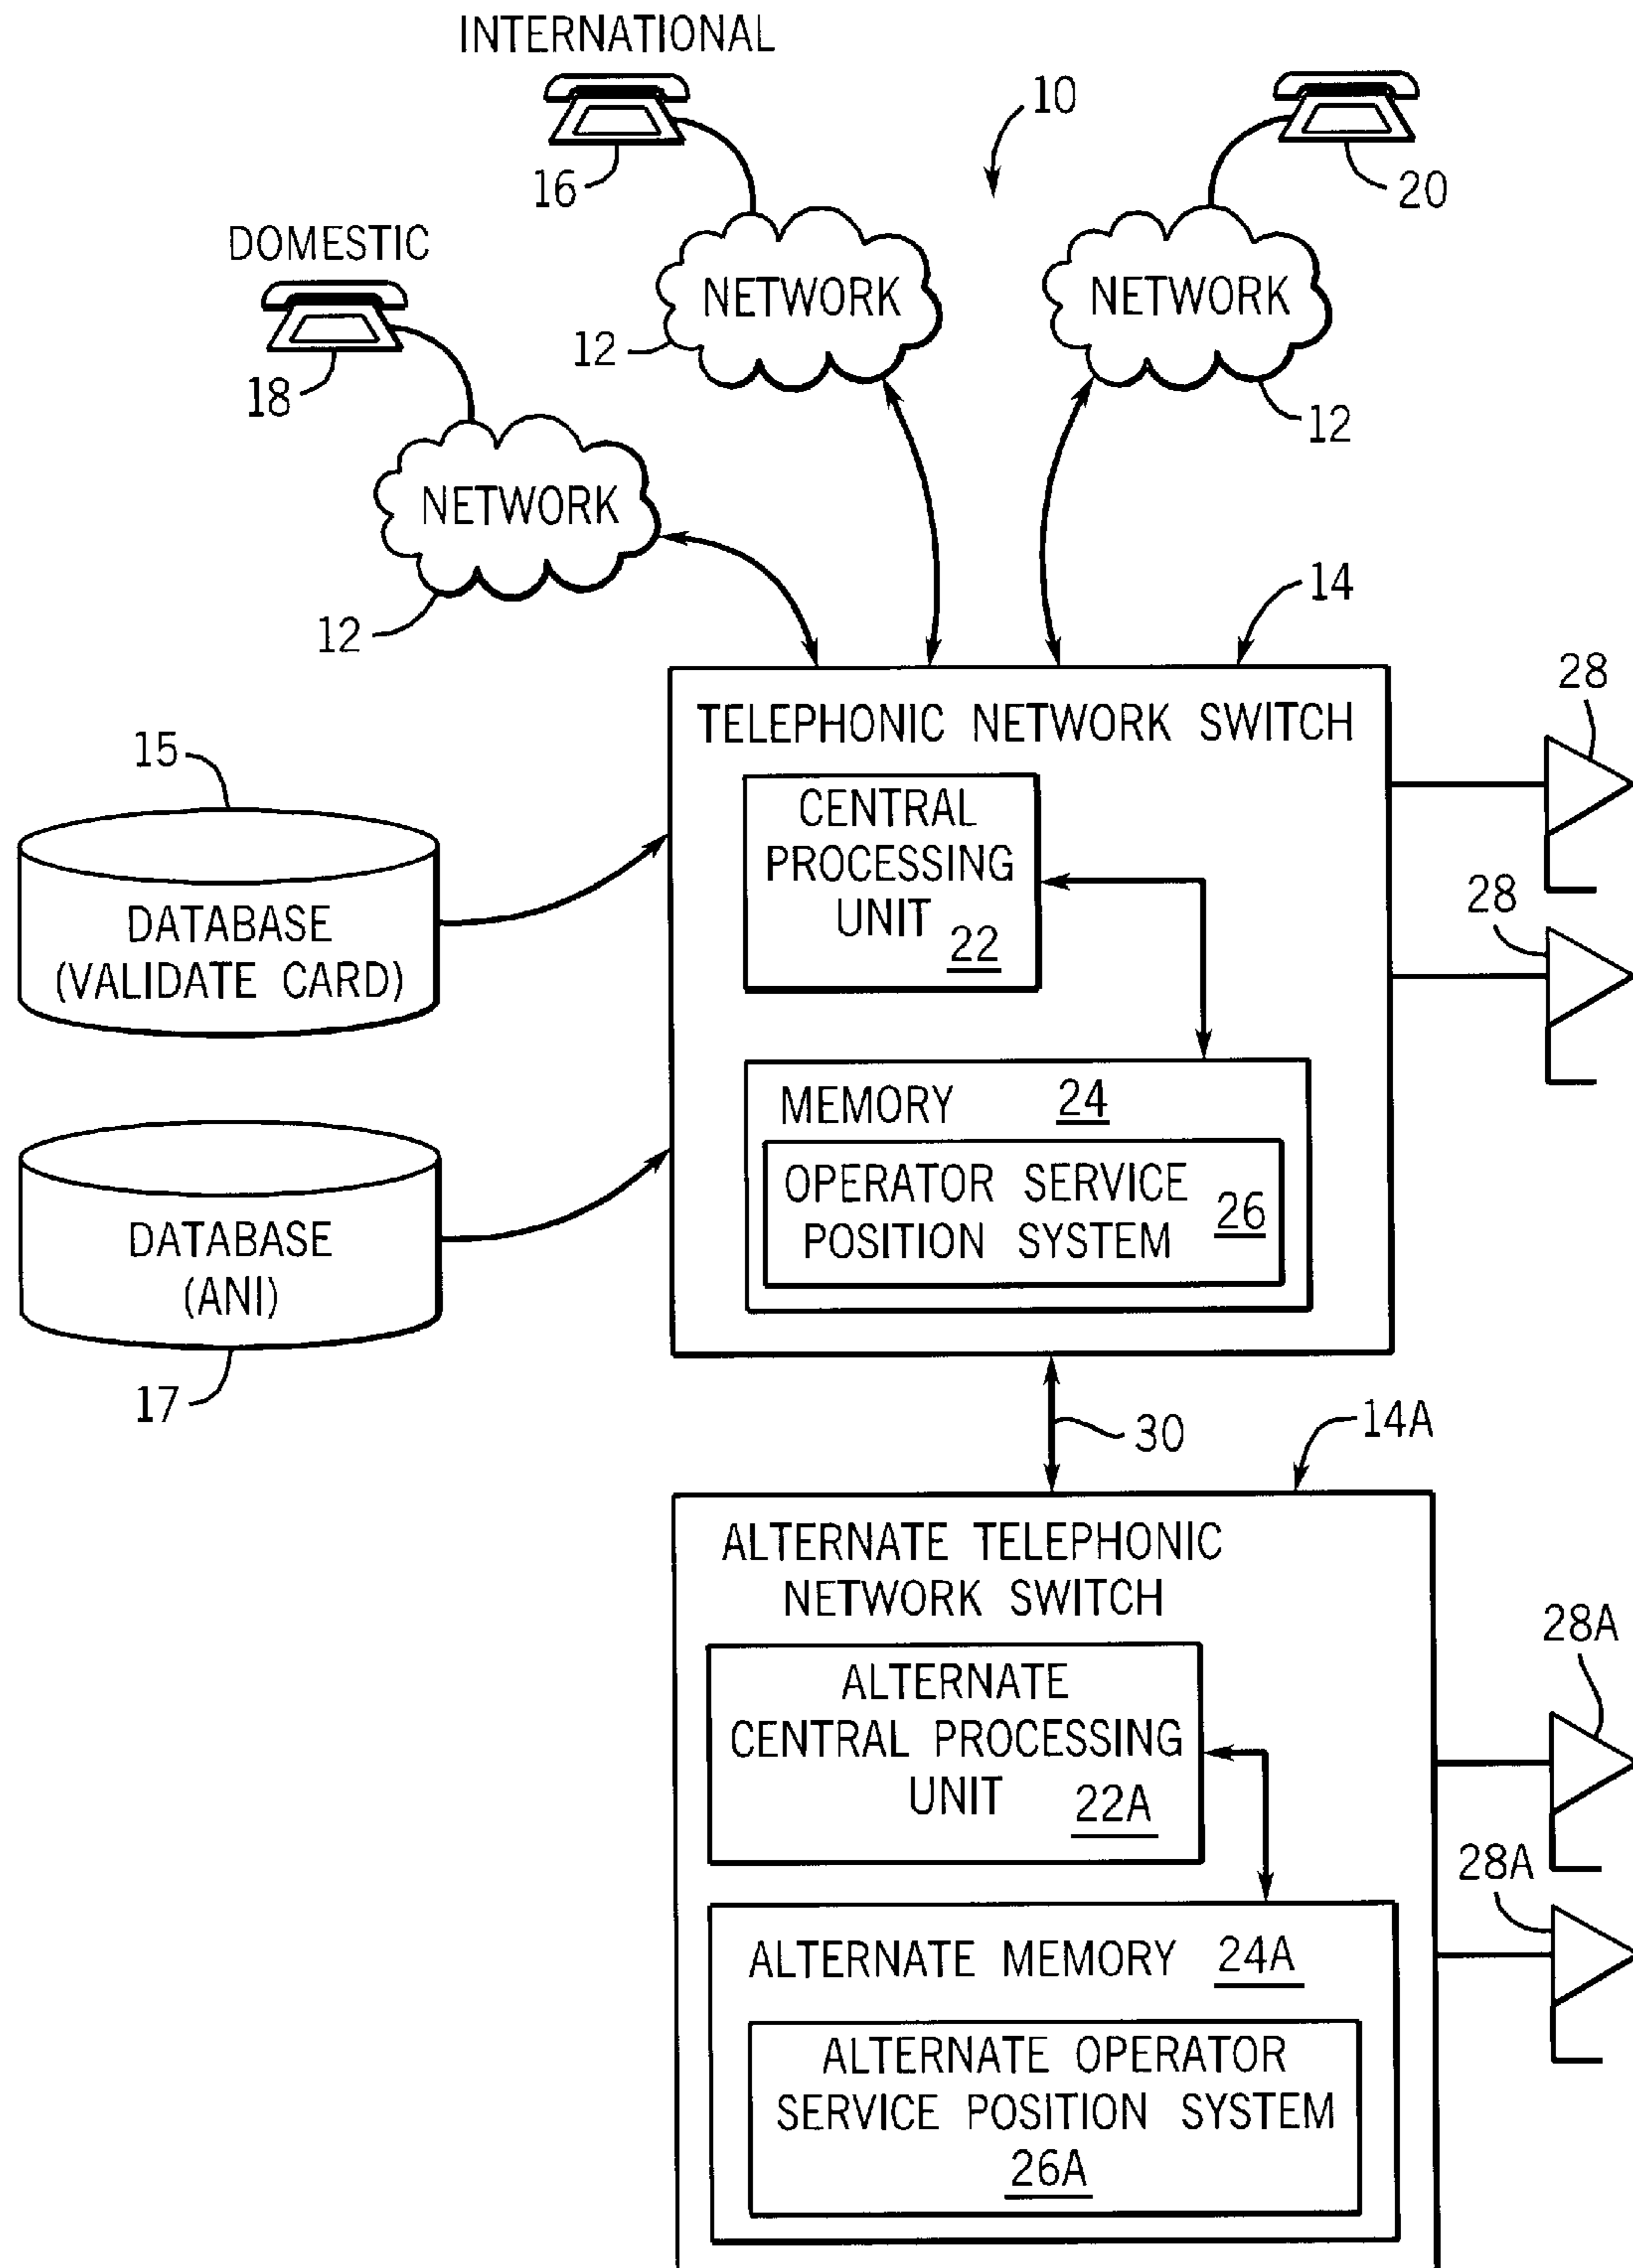 INTERNATIONAL
10
16
20
DOMESTIC
NETWORK
NETWORK
12
18
12
NETWORK
12
14
28
TELEPHONIC NETWORK SWITCH
15
CENTRAL
PROCESSING
UNIT 22
28
DATABASE
(VALIDATE CARD)
MEMORY 24
OPERATOR SERVICE
POSITION SYSTEM 26
DATABASE
(ANI)
17
30
14A
ALTERNATE TELEPHONIC
NETWORK SWITCH
28A
ALTERNATE
CENTRAL PROCESSING
UNIT 22A
28A
ALTERNATE MEMORY 24A
ALTERNATE OPERATOR
SERVICE POSITION SYSTEM
26A